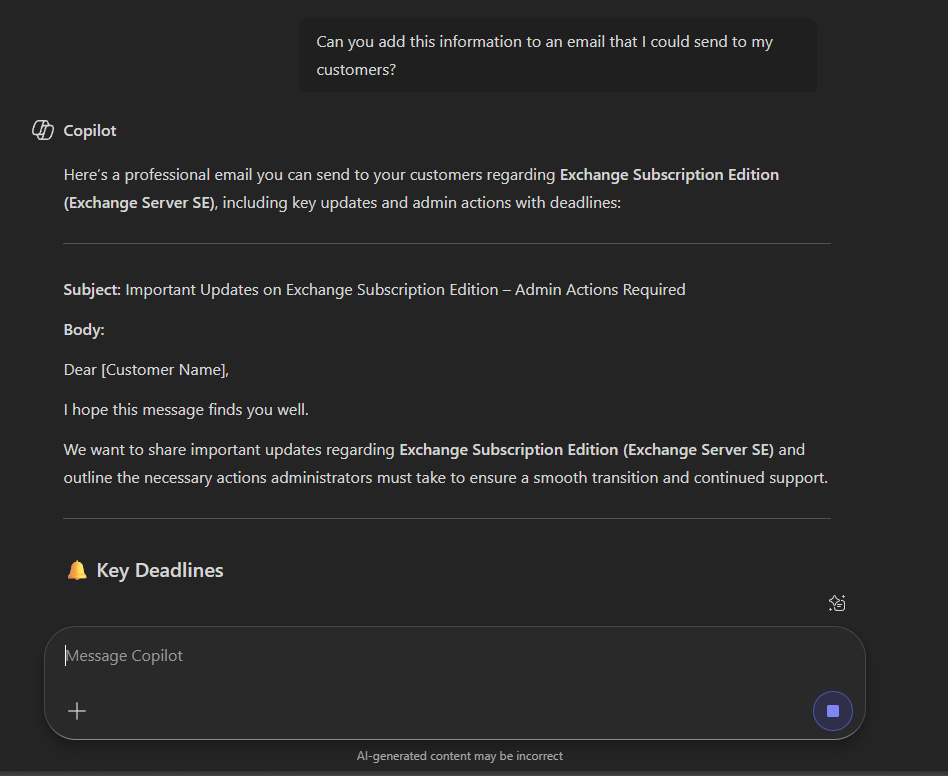 Can you add this information to an email that I could send to my
customers?
Copilot
Here's a professional email you can send to your customers regarding Exchange Subscription Edition
(Exchange Server SE), including key updates and admin actions with deadlines:
Subject: Important Updates on Exchange Subscription Edition – Admin Actions Required
Body:
Dear [Customer Name],
I hope this message finds you well.
We want to share important updates regarding Exchange Subscription Edition (Exchange Server SE) and
outline the necessary actions administrators must take to ensure a smooth transition and continued support.
🔔 Key Deadlines
Message Copilot
AI-generated content may be incorrect